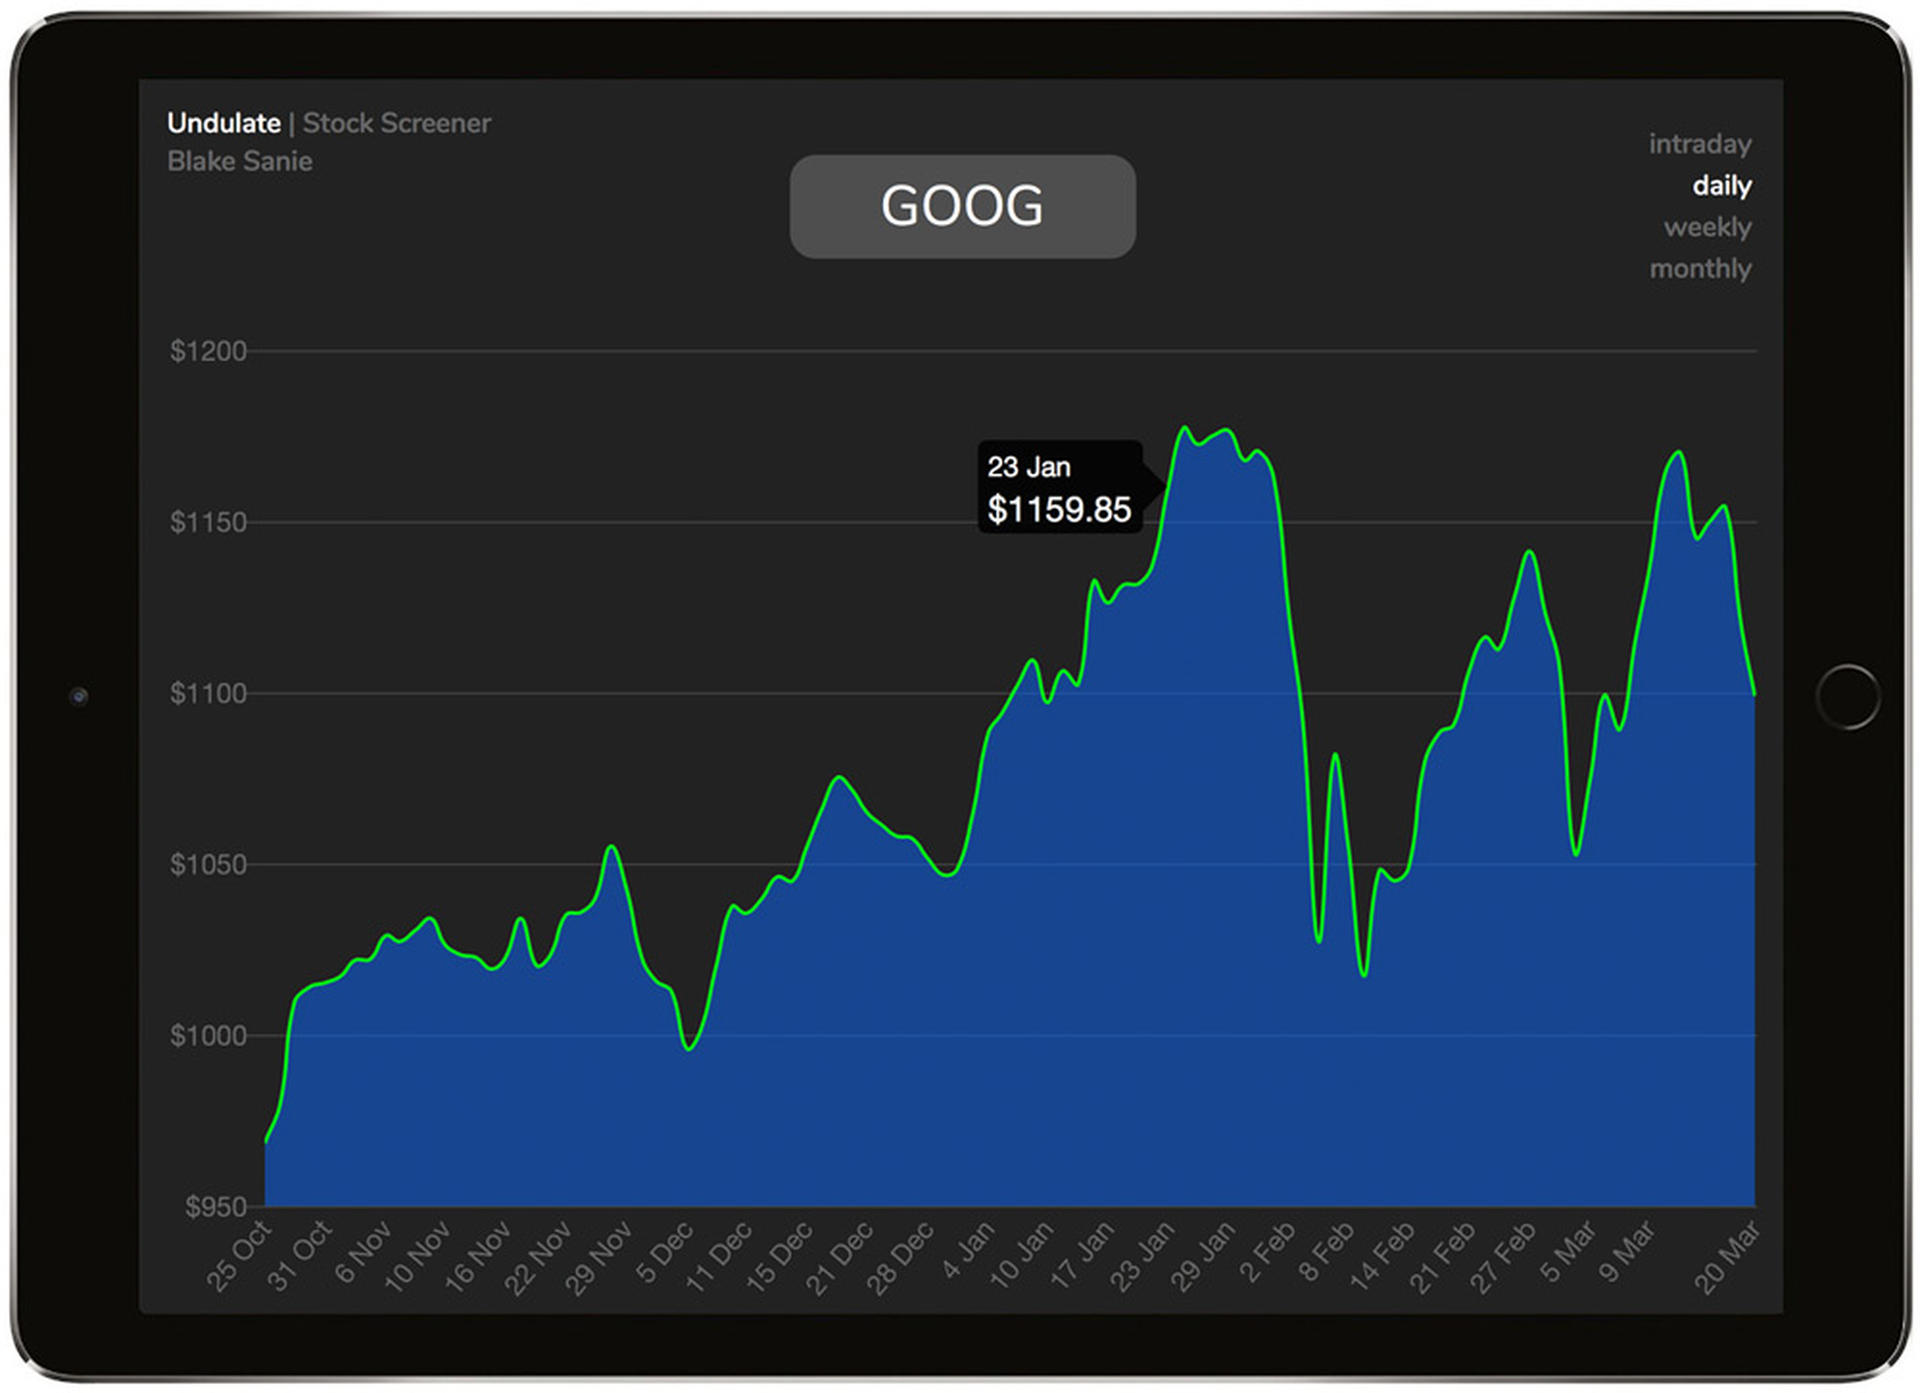 Undulate | Stock Screener
Blake Sanie
GOOG
intraday
daily
weekly
monthly
$1200
$1150
$1100
$1050
$1000
$950
23 Jan
$1159.85
25 Oct
31 Oct
6 Nov
10 Nov
16 Nov
22 Nov
29 Nov
5 Dec
11 Dec
15 Dec
21 Dec
28 Dec
4 Jan
10 Jan
17 Jan
23 Jan
29 Jan
2 Feb
8 Feb
14 Feb
21 Feb
27 Feb
5 Mar
9 Mar
20 Mar